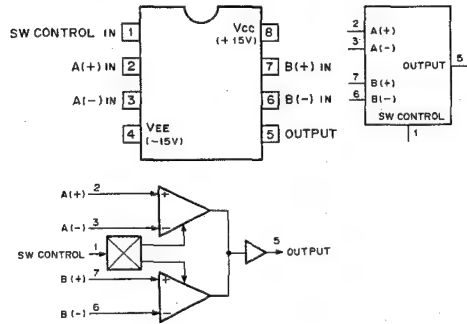 SW CONTROL IN 1
A(+) IN 2
A(-) IN 3
4 VEE
(-15V)
VCC 8
(+15V)
7 B(+) IN
6 B(-) IN
5 OUTPUT
2 A(+)
3 A(-)
OUTPUT 5
7 B(+)
6 B(-)
SW CONTROL
1
A(+) 2
A(-) 3
SW CONTROL 1
B(+) 7
B(-) 6
+
-
+
-
5 OUTPUT